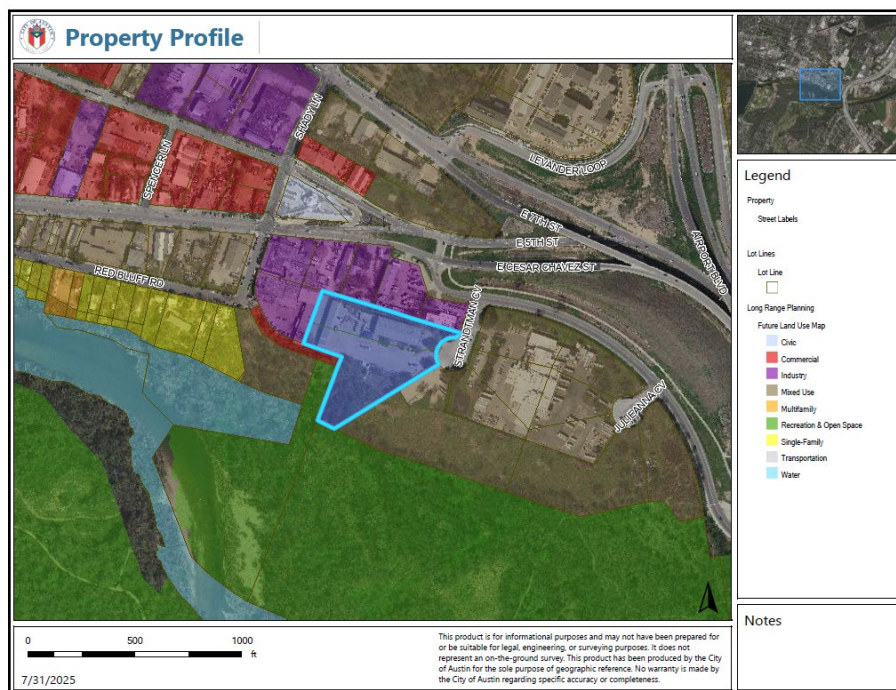 CITY OF AUSTIN
Property Profile
SHADY LN
SPENCER LN
LEVANDER LOOP
E 7TH ST
E 5TH ST
AIRPORT BLVD
E CESAR CHAVEZ ST
RED BLUFF RD
STRANDTMAN CV
JULIEANNA CV
Legend
Property
Street Labels
Lot Lines
Lot Line
Long Range Planning
Future Land Use Map
Civic
Commercial
Industry
Mixed Use
Multifamily
Recreation & Open Space
Single-Family
Transportation
Water
Notes
0 500 1000
ft
7/31/2025
This product is for informational purposes and may not have been prepared for
or be suitable for legal, engineering, or surveying purposes. It does not
represent an on-the-ground survey. This product has been produced by the City
of Austin for the sole purpose of geographic reference. No warranty is made by
the City of Austin regarding specific accuracy or completeness.